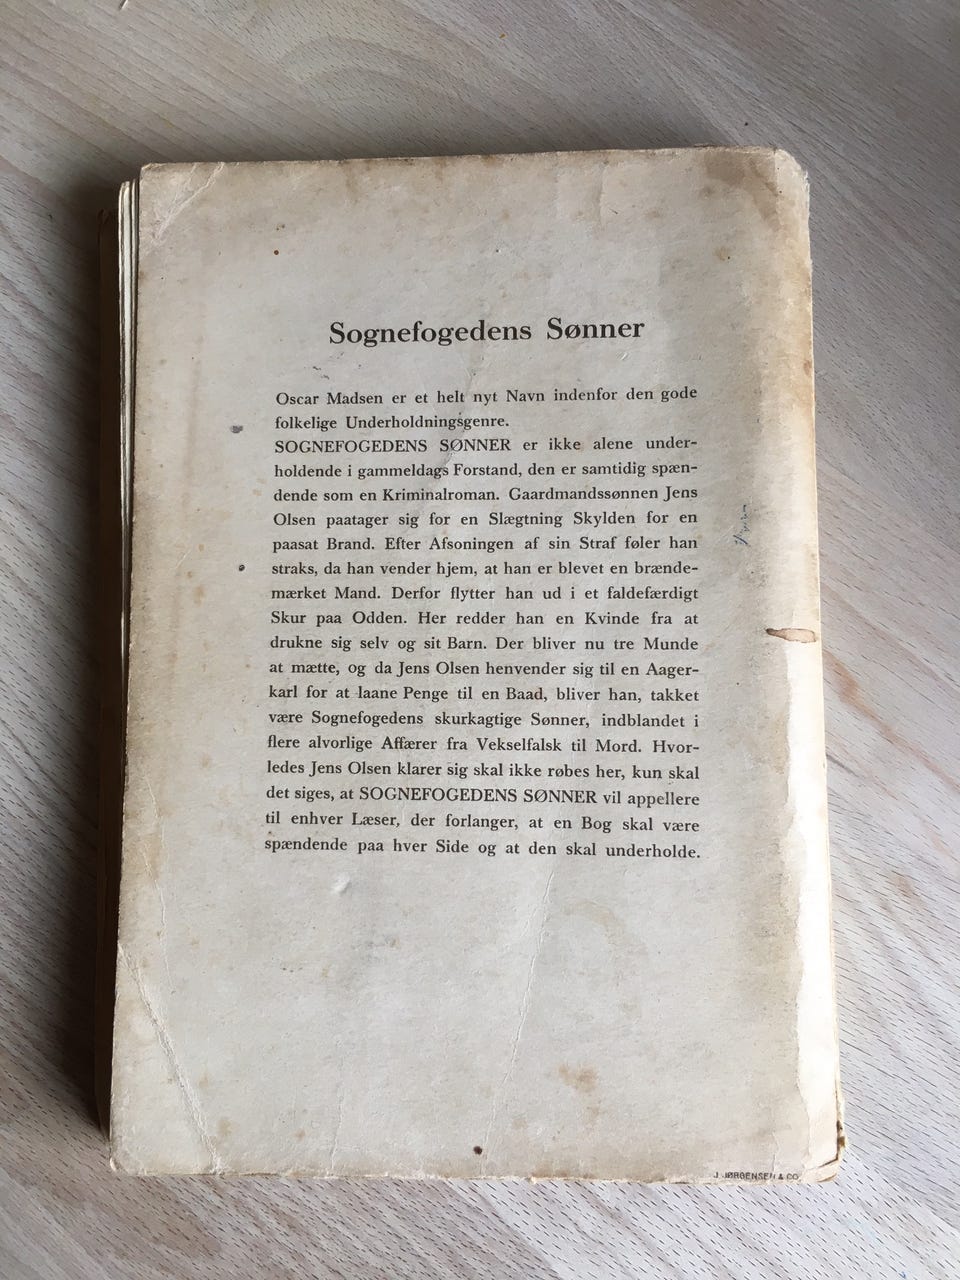 Sognefogedens Sønner
Oscar Madsen er et helt nyt Navn indenfor den gode
folkelige Underholdningsgenre.
SOGNEFOGEDENS SØNNER er ikke alene under-
holdende i gammeldags Forstand, den er samtidig spæn-
dende som en Kriminalroman. Gaardmandssønnen Jens
Olsen paatager sig for en Slægtning Skylden for en
paasat Brand. Efter Afsoningen af sin Straf føler han
straks, da han vender hjem, at han er blevet en brænde-
mærket Mand. Derfor flytter han ud i et faldefærdigt
Skur paa Odden. Her redder han en Kvinde fra at
drukne sig selv og sit Barn. Der bliver nu tre Munde
at mætte, og da Jens Olsen henvender sig til en Aager-
karl for at laane Penge til en Baad, bliver han, takket
være Sognefogedens skurkagtige Sønner, indblandet i
flere alvorlige Affærer fra Vekselfalsk til Mord. Hvor-
ledes Jens Olsen klarer sig skal ikke røbes her, kun skal
det siges, at SOGNEFOGEDENS SØNNER vil appellere
til enhver Læser, der forlanger, at en Bog skal være
spændende paa hver Side og at den skal underholde.
J. JØRGENSEN & CO.